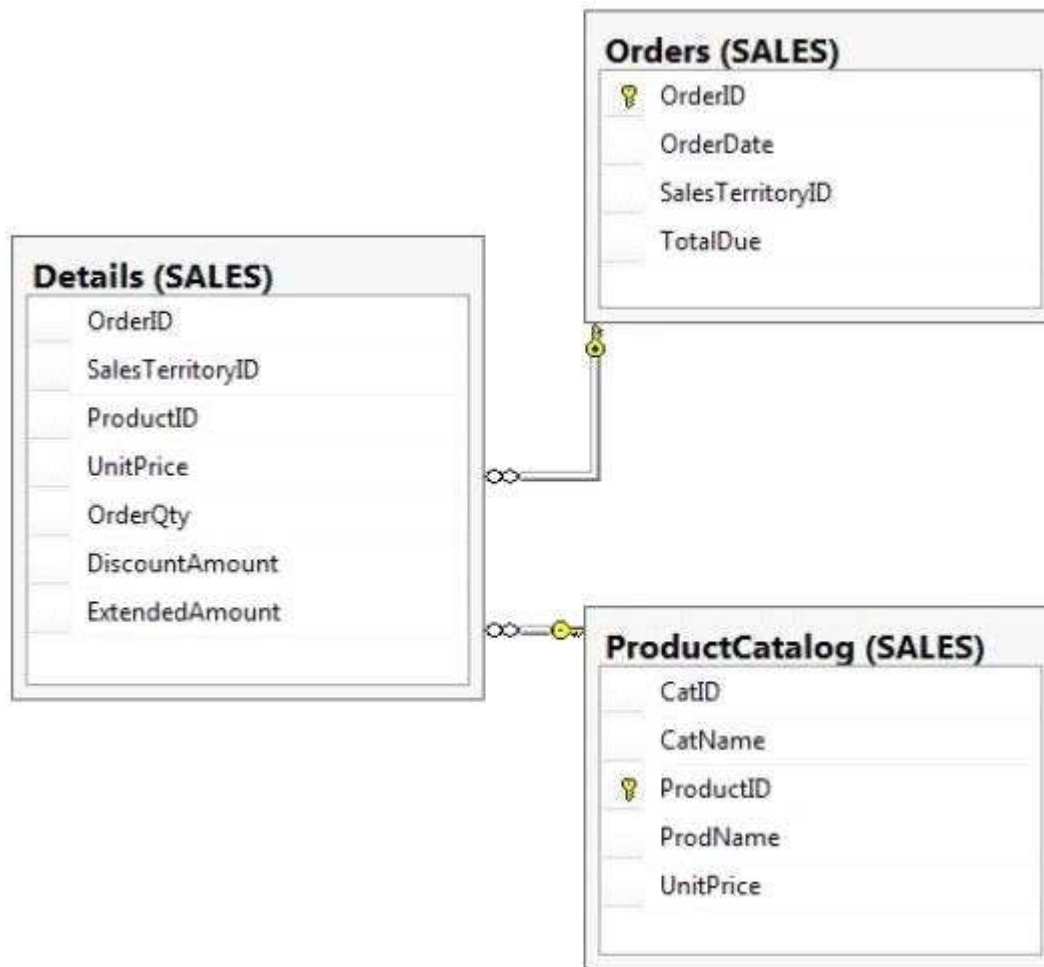 Orders (SALES)
OrderID
OrderDate
SalesTerritoryID
TotalDue
Details (SALES)
OrderID
SalesTerritoryID
ProductID
UnitPrice
OrderQty
DiscountAmount
ExtendedAmount
ProductCatalog (SALES)
CatID
CatName
ProductID
ProdName
UnitPrice